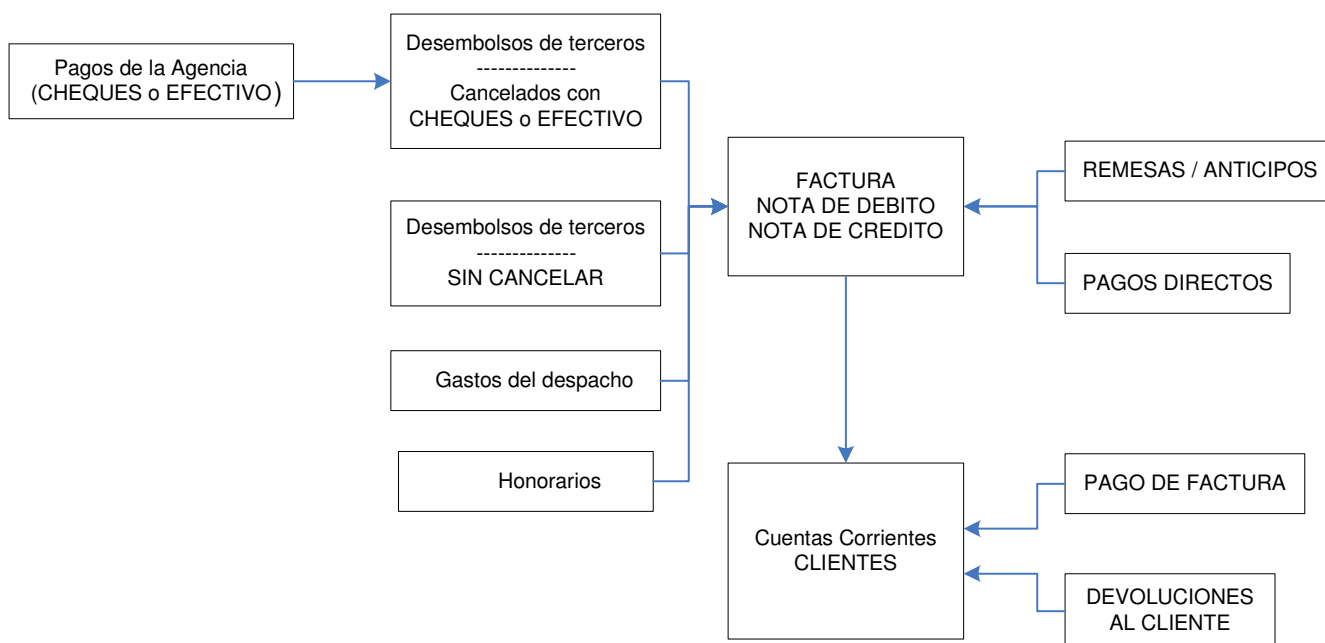 Pagos de la Agencia
(CHEQUES o EFECTIVO)
Desembolsos de terceros
--------------
Cancelados con
CHEQUES o EFECTIVO
Desembolsos de terceros
--------------
SIN CANCELAR
Gastos del despacho
Honorarios
FACTURA
NOTA DE DEBITO
NOTA DE CREDITO
REMESAS / ANTICIPOS
PAGOS DIRECTOS
Cuentas Corrientes
CLIENTES
PAGO DE FACTURA
DEVOLUCIONES
AL CLIENTE